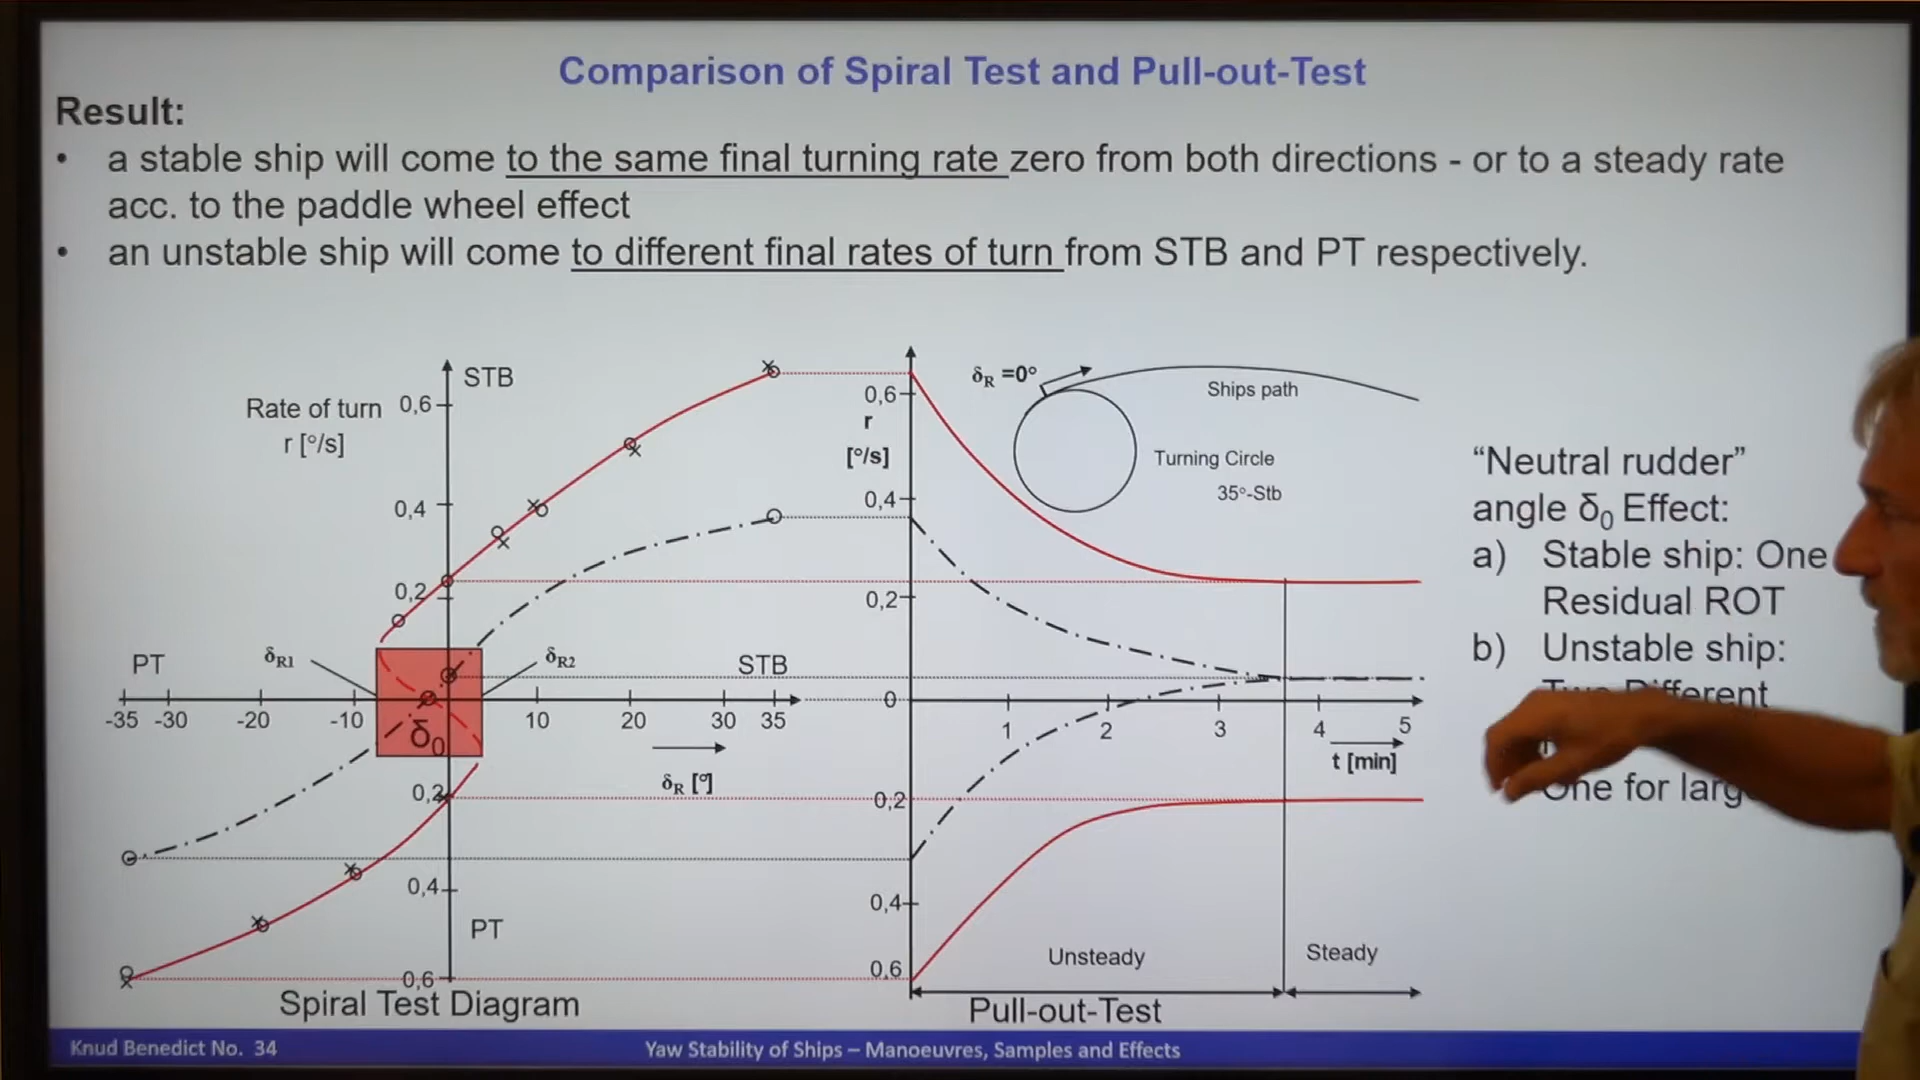 Comparison of Spiral Test and Pull-out-Test
Result:
• a stable ship will come to the same final turning rate zero from both directions - or to a steady rate
acc. to the paddle wheel effect
• an unstable ship will come to different final rates of turn from STB and PT respectively.
STB
Rate of turn
r [°/s]
0,6
0,4
0,2
PT
δR1
δR2
STB
-35 -30 -20 -10 10 20 30 35
δ0
δR [°]
0,2
0,4
PT
0,6
Spiral Test Diagram
0,6
r
[°/s]
0,4
0,2
0
0,2
0,4
0,6
δR =0°
Ships path
Turning Circle
35°-Stb
1 2 3 4 5
t [min]
Unsteady
Steady
Pull-out-Test
“Neutral rudder”
angle δ0 Effect:
a) Stable ship: One
Residual ROT
b) Unstable ship:
Two Different
One for larg
Knud Benedict No. 34
Yaw Stability of Ships – Manoeuvres, Samples and Effects